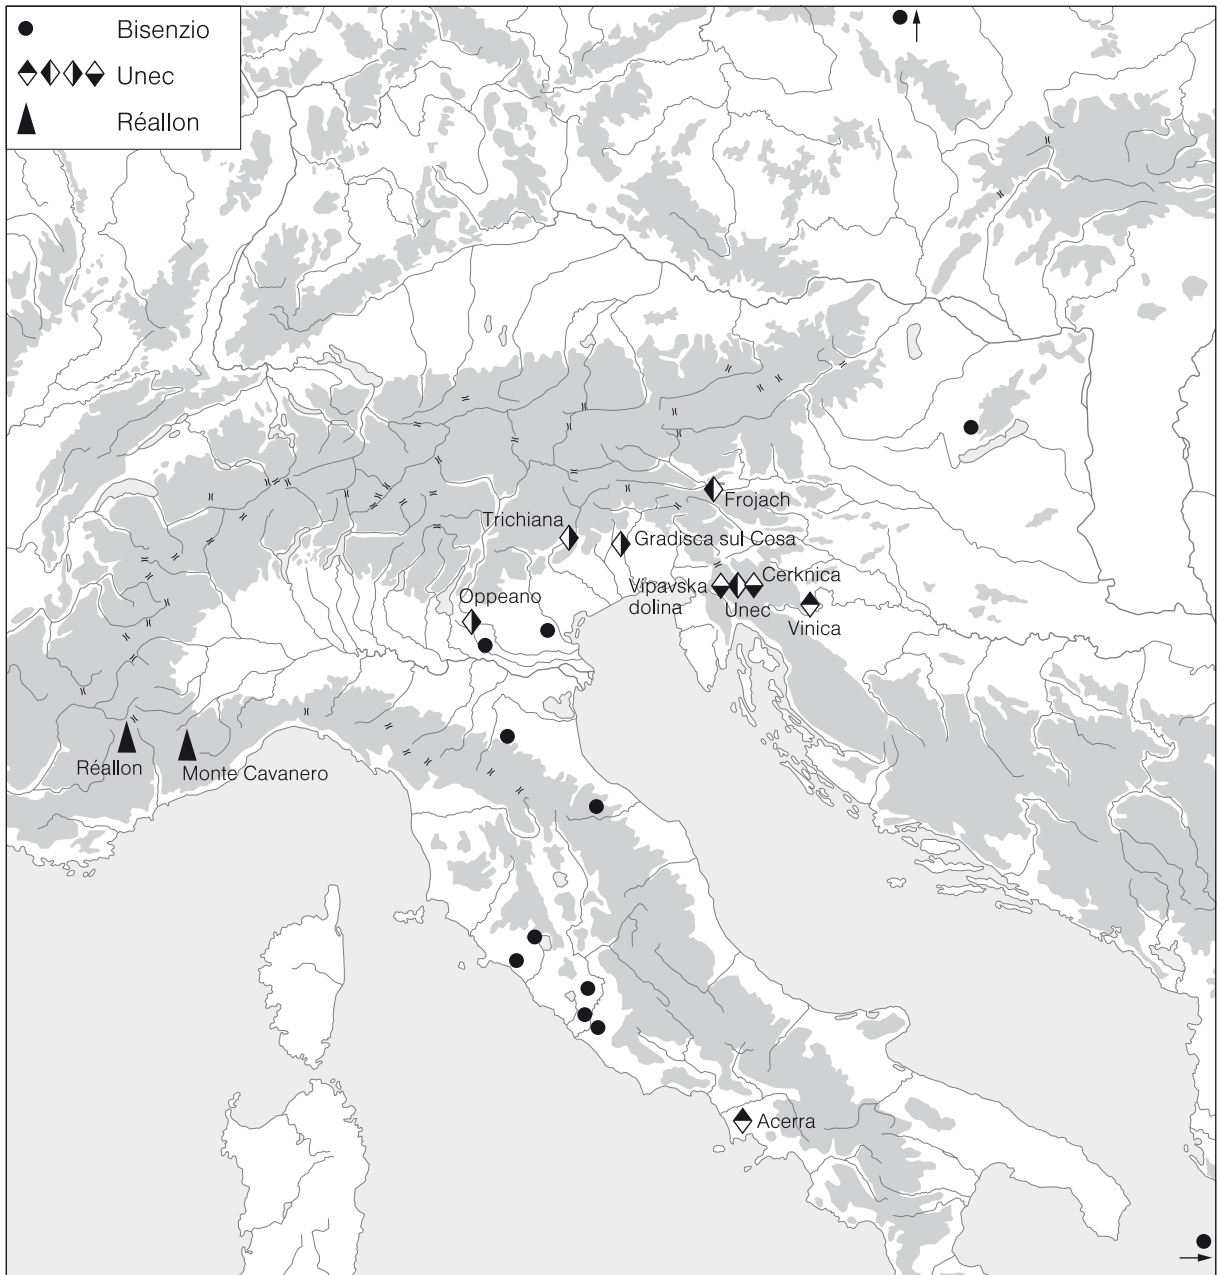 Bisenzio
Unec
Réallon
Frojach
Trichiana
Gradisca sul Cosa
Cerknica
Vipavska
dolina
Oppeano
Unec
Vinica
Réallon
Monte Cavanero
Acerra